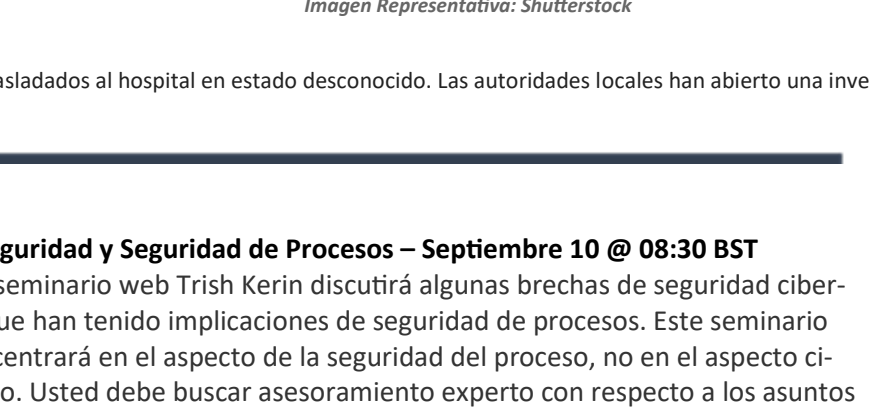 Imagen Representativa: Shutterstock
asladados al hospital en estado desconocido. Las autoridades locales han abierto una inve
guridad y Seguridad de Procesos – Septiembre 10 @ 08:30 BST
seminario web Trish Kerin discutirá algunas brechas de seguridad ciber-
ue han tenido implicaciones de seguridad de procesos. Este seminario
centrará en el aspecto de la seguridad del proceso, no en el aspecto ci-
o. Usted debe buscar asesoramiento experto con respecto a los asuntos